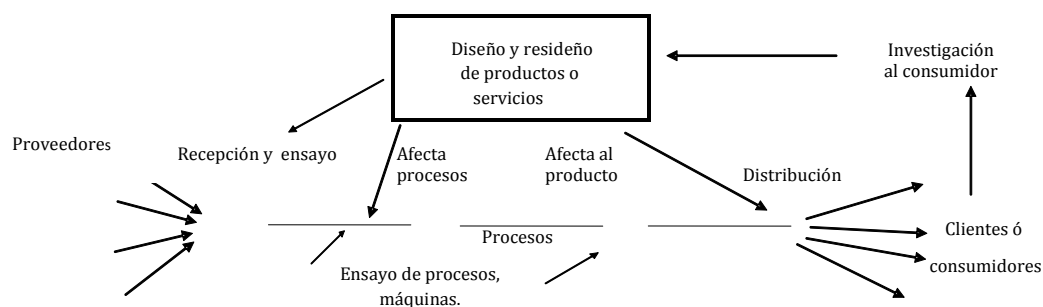 Diseño y resideño
de productos o
servicios
Investigación
al consumidor
Proveedores
Recepción y ensayo
Afecta
procesos
Afecta al
producto
Distribución
Procesos
Clientes ó
consumidores
Ensayo de procesos,
máquinas.